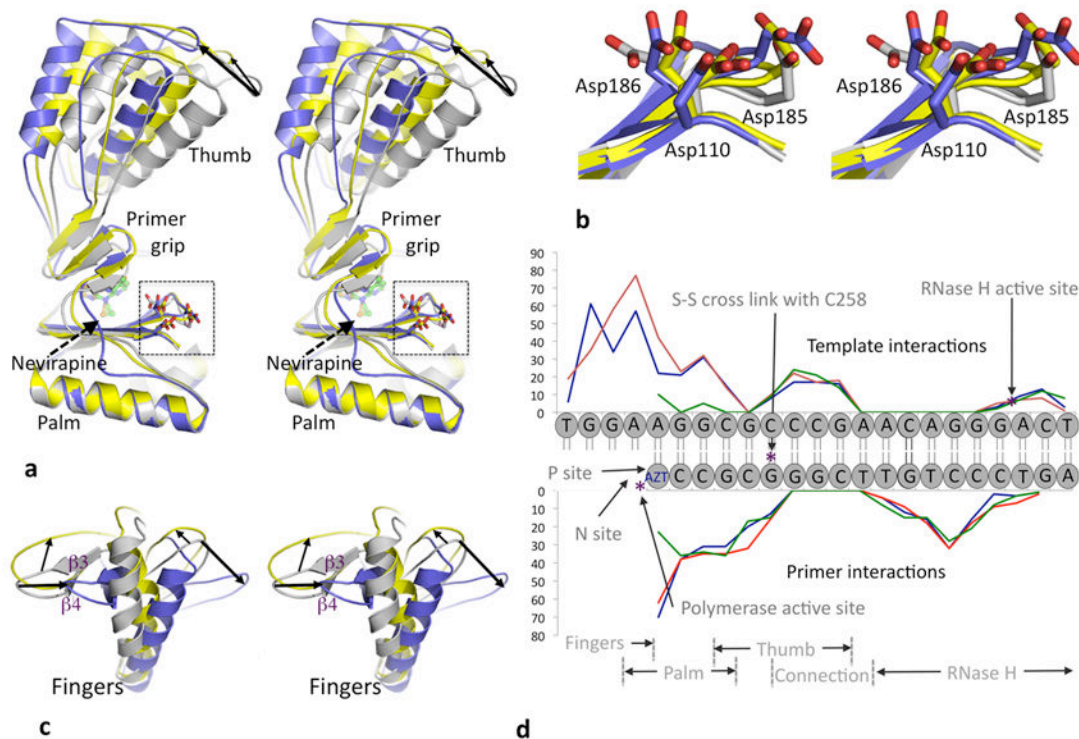 Thumb
Thumb
Primer
grip
Primer
grip
Nevirapine
Nevirapine
Palm
Palm
a
Asp186
Asp185
Asp110
Asp186
Asp185
Asp110
b
β3
β4
β3
β4
Fingers
Fingers
c
90
80
70
60
50
40
30
20
10
0
S-S cross link with C258
RNase H active site
Template interactions
T G G A A G G C G C C C G A A C A G G G A C T
*
*
P site
AZT C C G C G G G C T T G T C C C T G A
*
N site
0
10
20
30
40
50
60
70
80
Primer interactions
Polymerase active site
Fingers
Thumb
Palm
Connection
RNase H
d